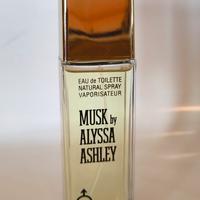 EAU de TOILETTE
NATURAL SPRAY
VAPORISATEUR
MUSK by
ALYSSA
ASHLEY